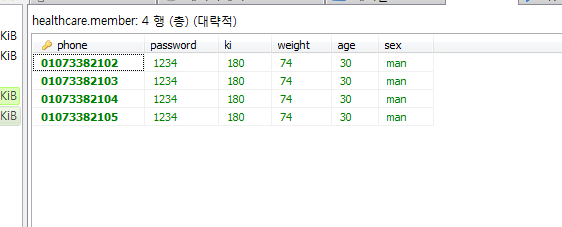 healthcare.member: 4 행 (총) (대략적)
KiB
KiB
KiB
KiB
phone password ki weight age sex
01073382102 1234 180 74 30 man
01073382103 1234 180 74 30 man
01073382104 1234 180 74 30 man
01073382105 1234 180 74 30 man